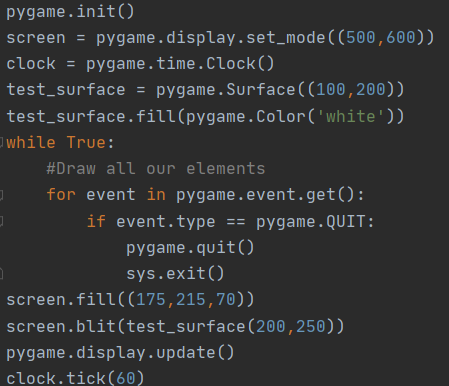 pygame.init()
screen = pygame.display.set_mode((500,600))
clock = pygame.time.Clock()
test_surface = pygame.Surface((100,200))
test_surface.fill(pygame.Color('white'))
while True:
    #Draw all our elements
    for event in pygame.event.get():
        if event.type == pygame.QUIT:
            pygame.quit()
            sys.exit()
screen.fill((175,215,70))
screen.blit(test_surface(200,250))
pygame.display.update()
clock.tick(60)